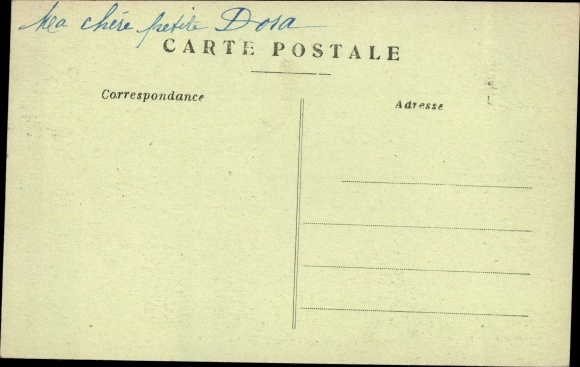 Ma chère petite Dora
CARTE POSTALE
Correspondance
Adresse